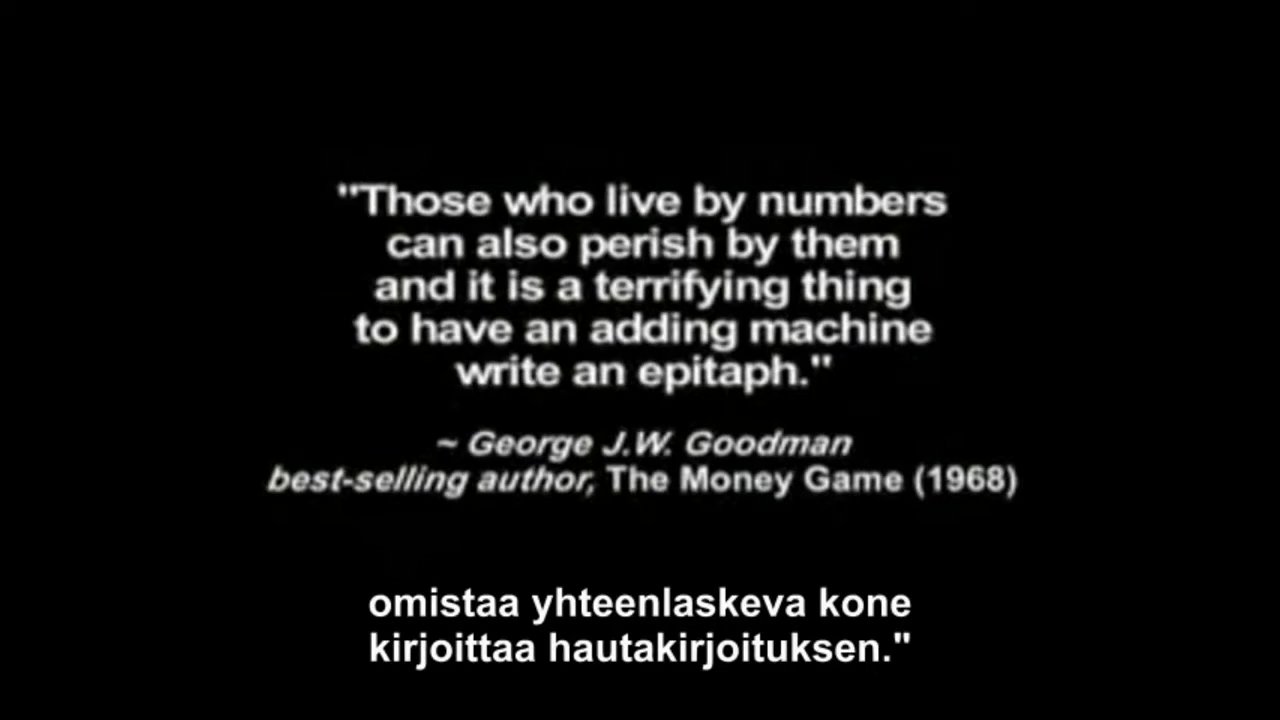 "Those who live by numbers
can also perish by them
and it is a terrifying thing
to have an adding machine
write an epitaph."
~ George J.W. Goodman
best-selling author, The Money Game (1968)
omistaa yhteenlaskeva kone
kirjoittaa hautakirjoituksen."